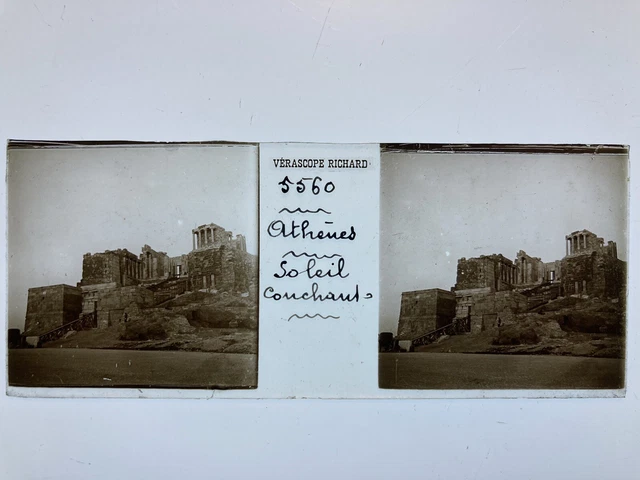 VÉRASCOPE RICHARD
5560
Athènes
Soleil
Couchant